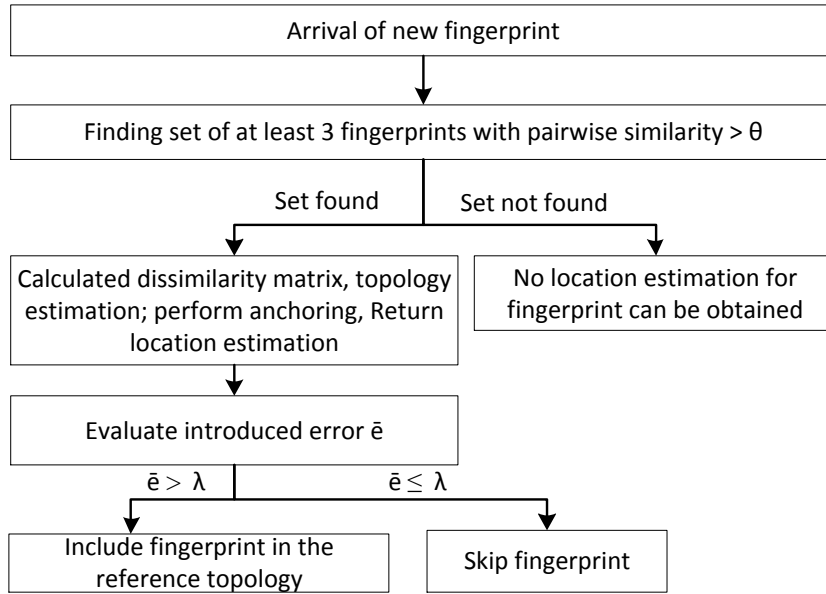 Arrival of new fingerprint
Finding set of at least 3 fingerprints with pairwise similarity > θ
Set found
Set not found
Calculated dissimilarity matrix, topology
estimation; perform anchoring, Return
location estimation
No location estimation for
fingerprint can be obtained
Evaluate introduced error ē
ē > λ
ē ≤ λ
Include fingerprint in the
reference topology
Skip fingerprint